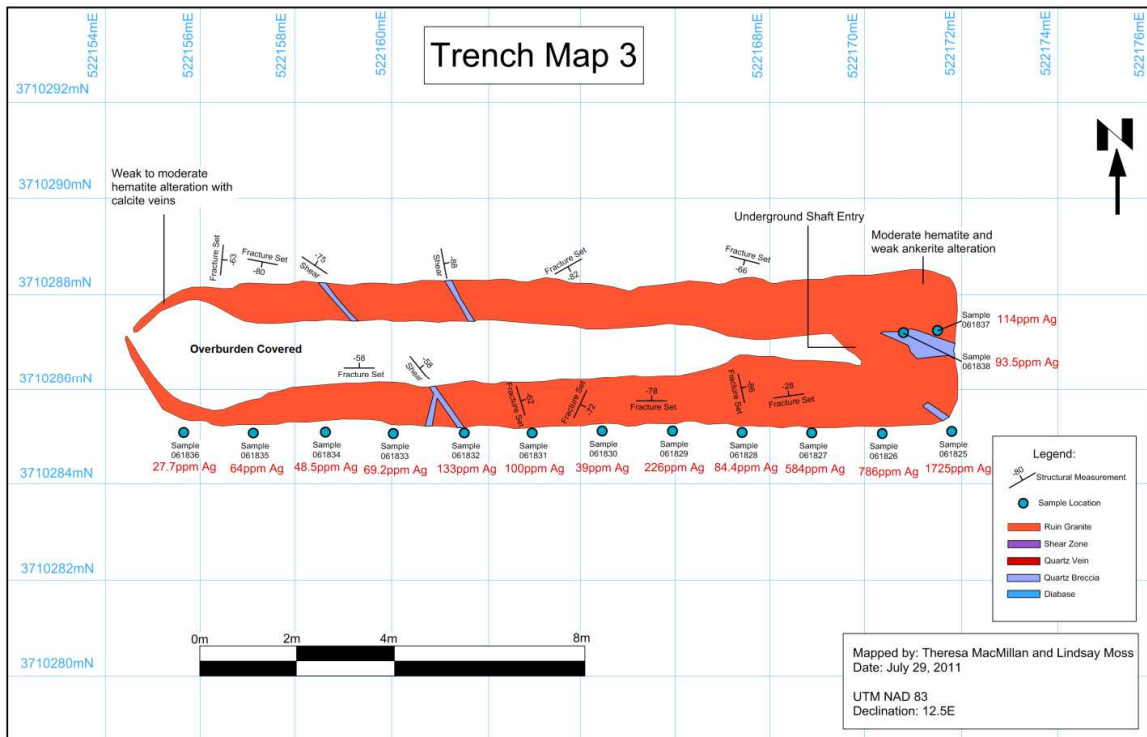 522154mE
522156mE
522158mE
522160mE
522168mE
522170mE
522172mE
522174mE
522176mE
Trench Map 3
3710292mN
3710290mN
3710288mN
3710286mN
3710284mN
3710282mN
3710280mN
N
Weak to moderate
hematite alteration with
calcite veins
Underground Shaft Entry
Moderate hematite and
weak ankerite alteration
Fracture Set
-63
Fracture Set
-80
-75
Shear
-88
Shear
Fracture Set
-82
Fracture Set
-66
Sample
061837
114ppm Ag
Sample
061838
93.5ppm Ag
Overburden Covered
-58
Fracture Set
-58
Shear
-62
Fracture Set
Fracture Set
-72
-78
Fracture Set
-86
Fracture Set
-28
Fracture Set
Sample
061836
27.7ppm Ag
Sample
061835
64ppm Ag
Sample
061834
48.5ppm Ag
Sample
061833
69.2ppm Ag
Sample
061832
133ppm Ag
Sample
061831
100ppm Ag
Sample
061830
39ppm Ag
Sample
061829
226ppm Ag
Sample
061828
84.4ppm Ag
Sample
061827
584ppm Ag
Sample
061826
786ppm Ag
Sample
061825
1725ppm Ag
Legend:
-80
Structural Measurement
Sample Location
Ruin Granite
Shear Zone
Quartz Vein
Quartz Breccia
Diabase
0m
2m
4m
8m
Mapped by: Theresa MacMillan and Lindsay Moss
Date: July 29, 2011
UTM NAD 83
Declination: 12.5E